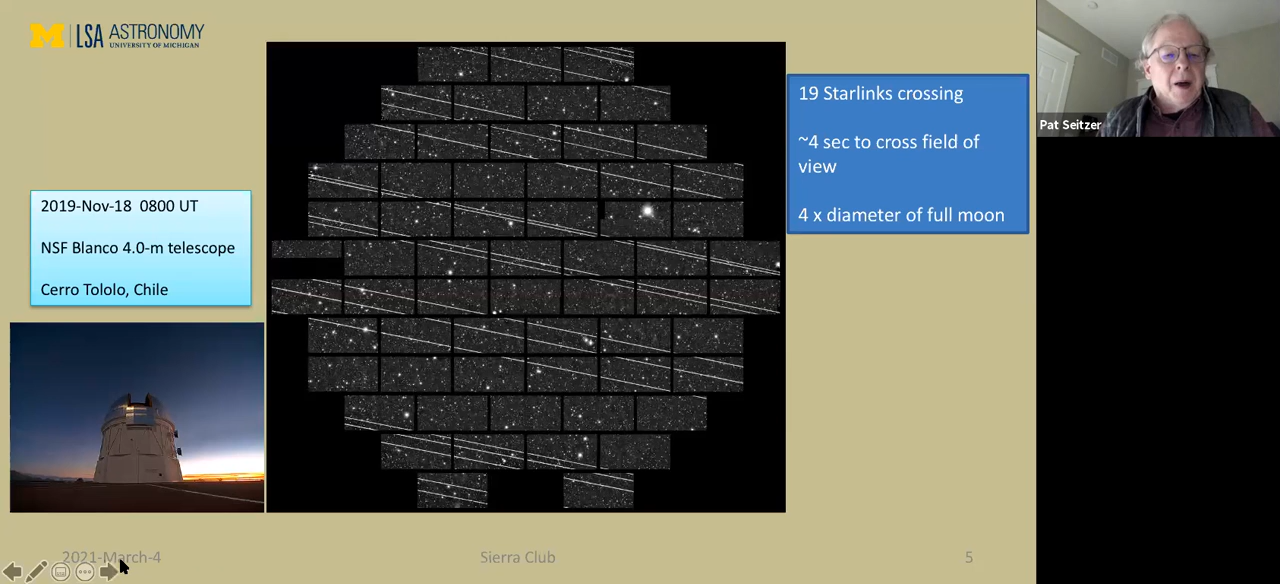 M | LSA ASTRONOMY
UNIVERSITY OF MICHIGAN
2019-Nov-18 0800 UT
NSF Blanco 4.0-m telescope
Cerro Tololo, Chile
19 Starlinks crossing
~4 sec to cross field of
view
4 x diameter of full moon
Pat Seitzer
2021-March-4
Sierra Club
5